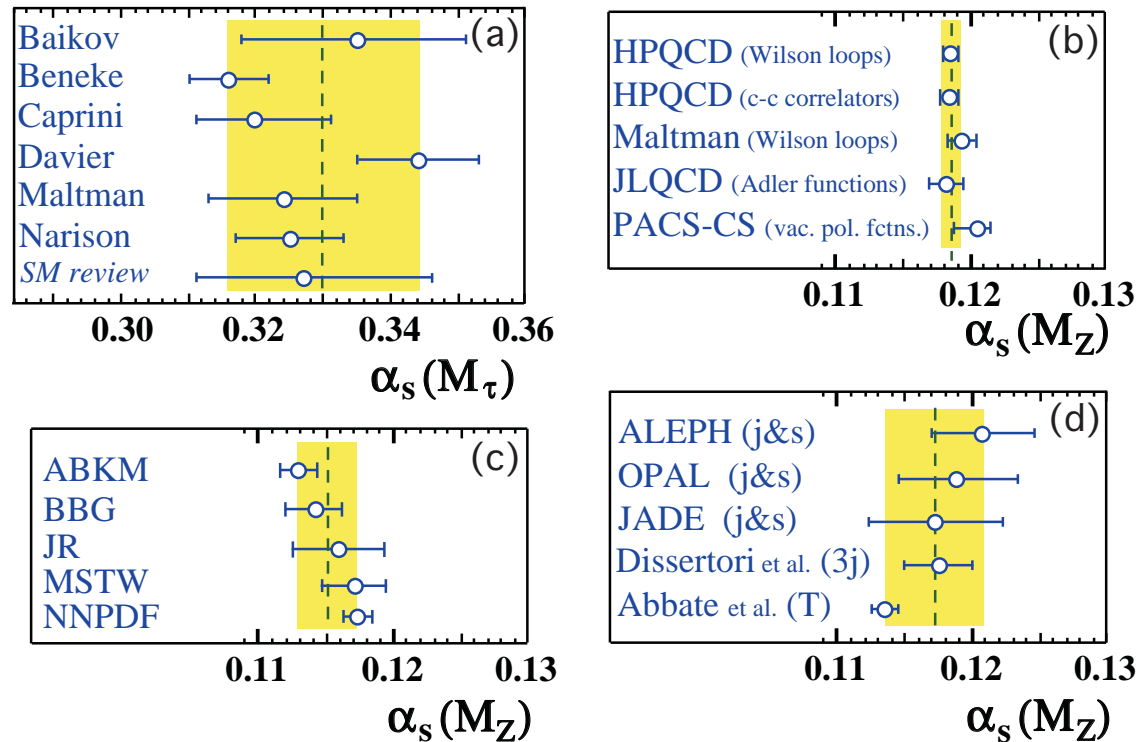 (a)
Baikov
Beneke
Caprini
Davier
Maltman
Narison
SM review
0.30 0.32 0.34 0.36
αs(Mτ)
(b)
HPQCD (Wilson loops)
HPQCD (c-c correlators)
Maltman (Wilson loops)
JLQCD (Adler functions)
PACS-CS (vac. pol. fctns.)
0.11 0.12 0.13
αs(MZ)
(c)
ABKM
BBG
JR
MSTW
NNPDF
0.11 0.12 0.13
αs(MZ)
(d)
ALEPH (j&s)
OPAL (j&s)
JADE (j&s)
Dissertori et al. (3j)
Abbate et al. (T)
0.11 0.12 0.13
αs(MZ)